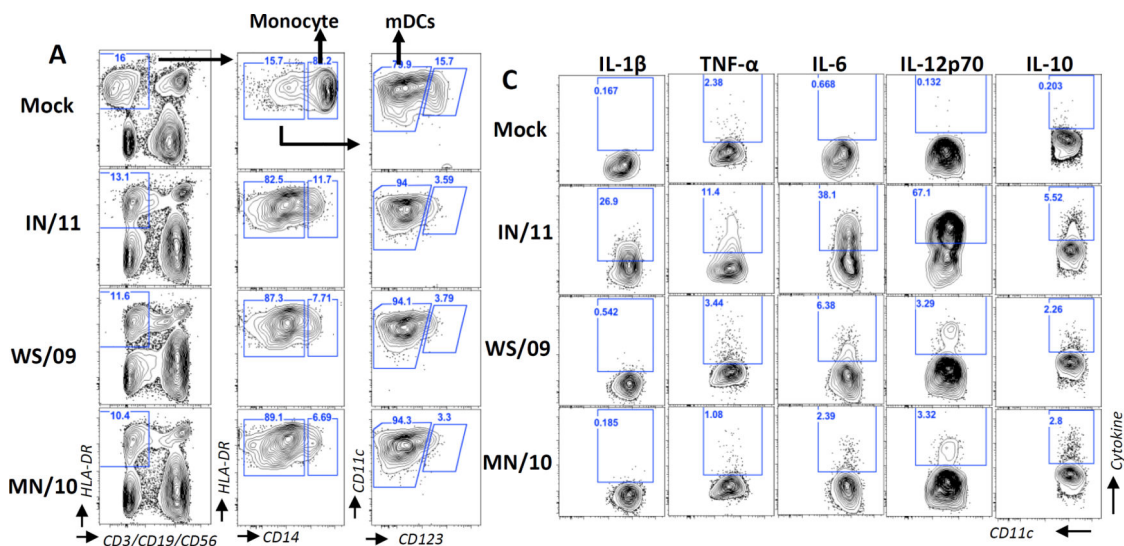 A
Monocyte
mDCs
Mock
16
15.7
15.7
IN/11
13.1
82.5
11.7
94
3.59
WS/09
11.6
87.3
7.71
94.1
3.79
MN/10
10.4
89.1
6.69
94.3
3.3
HLA-DR
HLA-DR
CD11c
CD3/CD19/CD56
CD14
CD123
C
IL-1β
TNF-α
IL-6
IL-12p70
IL-10
Mock
0.167
2.38
0.668
0.132
0.203
IN/11
26.9
11.4
38.1
67.1
5.52
WS/09
0.542
3.44
6.38
3.29
2.26
MN/10
0.185
1.08
2.39
3.32
2.8
Cytokine
CD11c